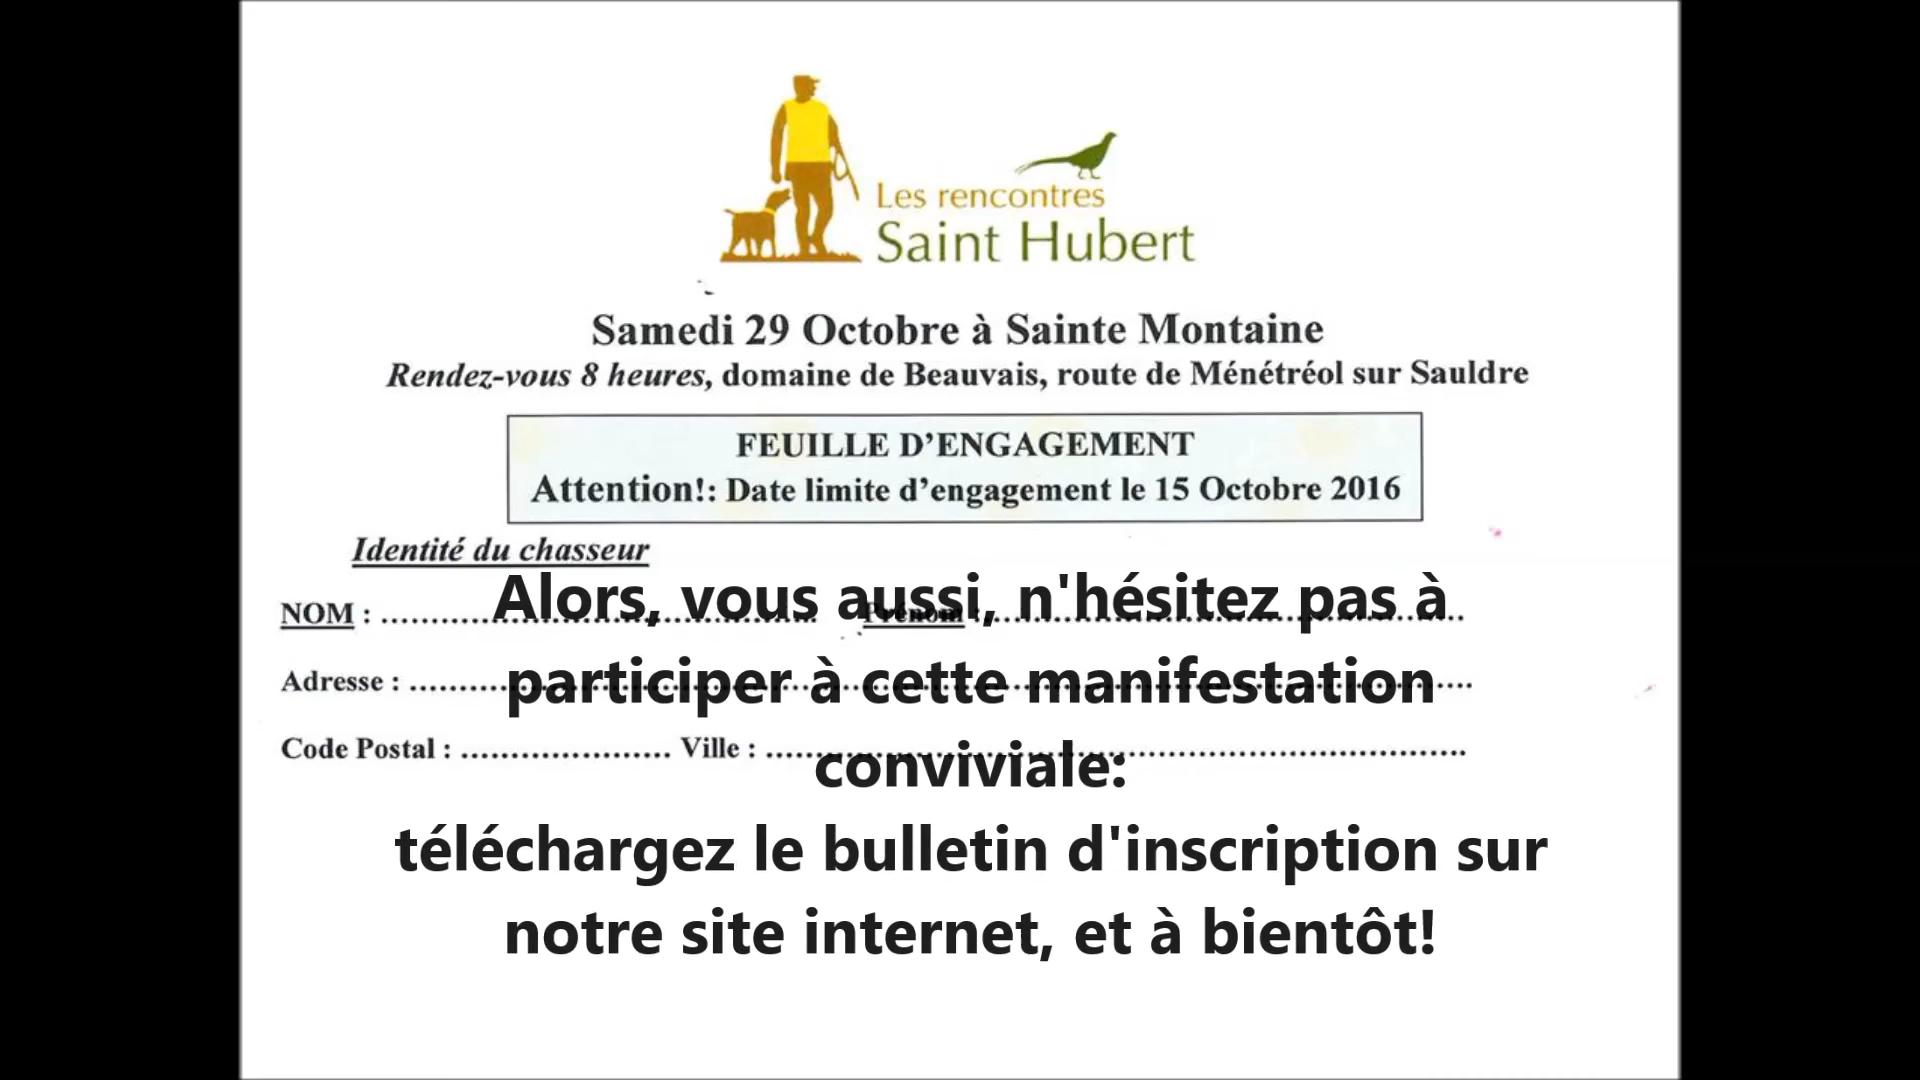 Les rencontres
Saint Hubert
Samedi 29 Octobre à Sainte Montaine
Rendez-vous 8 heures, domaine de Beauvais, route de Ménétréol sur Sauldre
FEUILLE D’ENGAGEMENT
Attention!: Date limite d’engagement le 15 Octobre 2016
Identité du chasseur
NOM : .......................................... Prénom : ..................................................
Adresse : ..........................................................................................................
Code Postal : ..................... Ville : ......................................................................
Alors, vous aussi, n'hésitez pas à
participer à cette manifestation
conviviale:
téléchargez le bulletin d'inscription sur
notre site internet, et à bientôt!